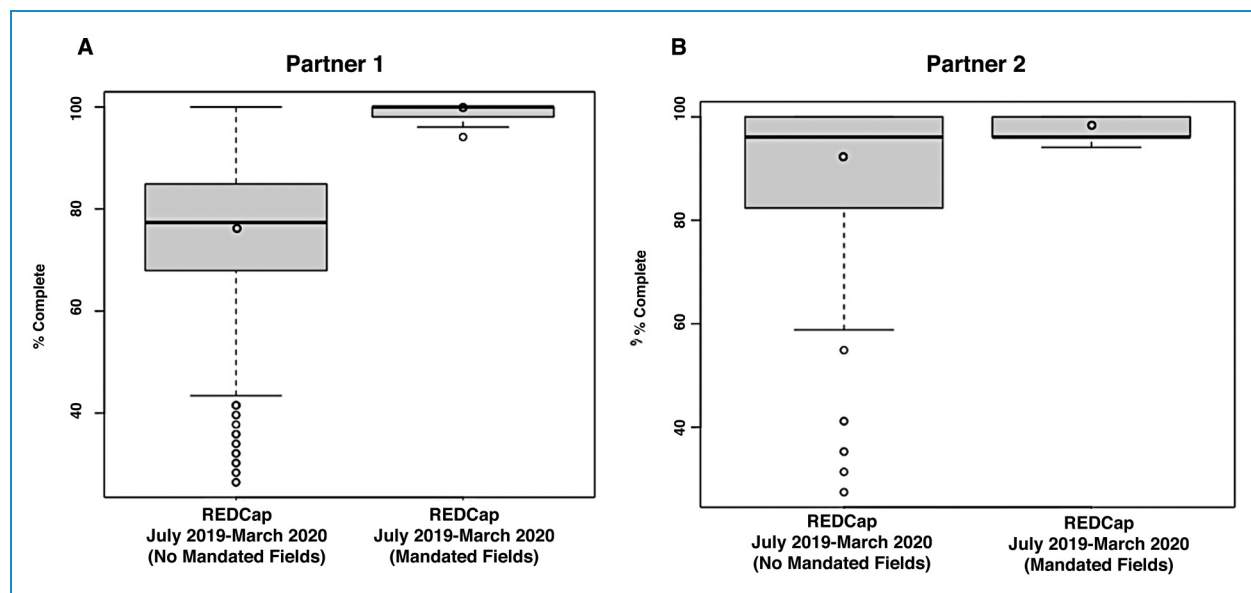 A
Partner 1
100
80
60
40
% Complete
REDCap
July 2019-March 2020
(No Mandated Fields)
REDCap
July 2019-March 2020
(Mandated Fields)
B
Partner 2
100
80
60
40
% Complete
REDCap
July 2019-March 2020
(No Mandated Fields)
REDCap
July 2019-March 2020
(Mandated Fields)